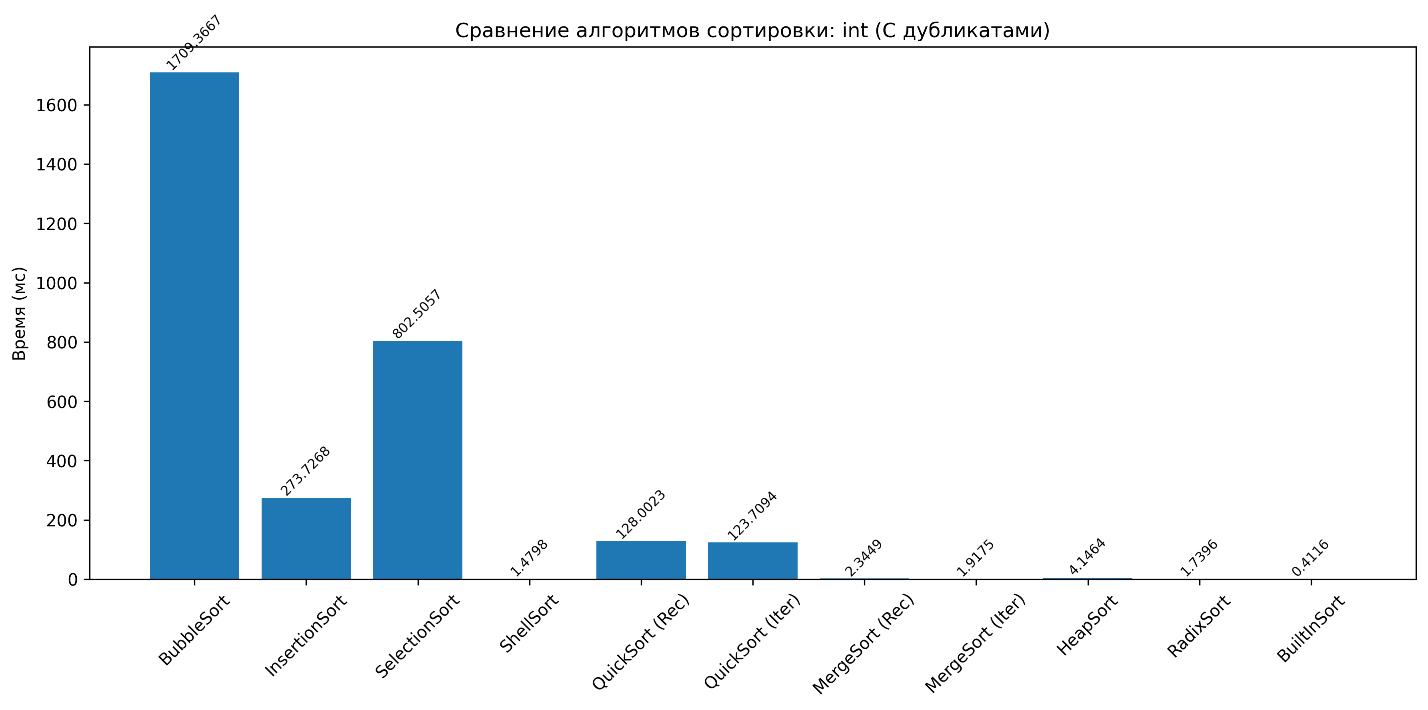 Сравнение алгоритмов сортировки: int (С дубликатами)
Время (мс)
1600
1400
1200
1000
800
600
400
200
0
1709.3667
273.7268
802.5057
1.4798
128.0023
123.7094
2.3449
1.9175
4.1464
1.7396
0.4116
BubbleSort
InsertionSort
SelectionSort
ShellSort
QuickSort (Rec)
QuickSort (Iter)
MergeSort (Rec)
MergeSort (Iter)
HeapSort
RadixSort
BuiltInSort